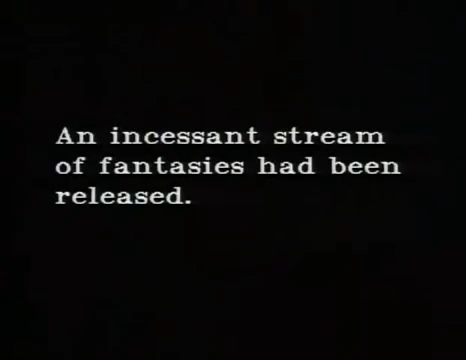 An incessant stream
of fantasies had been
released.